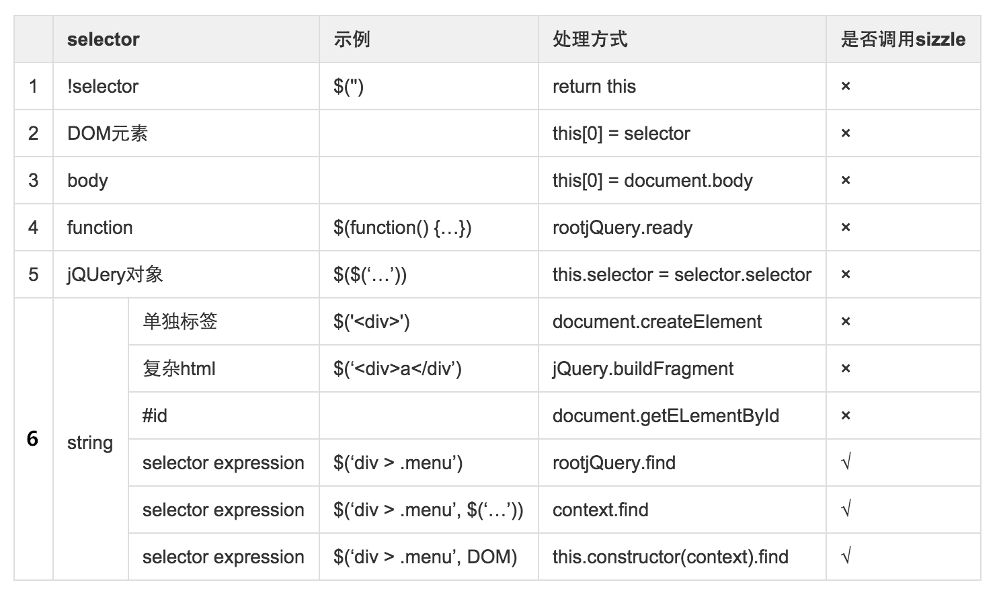 selector 示例 处理方式 是否调用sizzle
1 !selector $('') return this ×
2 DOM元素 this[0] = selector ×
3 body this[0] = document.body ×
4 function $(function() {…}) rootjQuery.ready ×
5 jQUery对象 $($(‘…’)) this.selector = selector.selector ×
单独标签 $('<div>') document.createElement ×
复杂html $(‘<div>a</div’) jQuery.buildFragment ×
#id document.getELementById ×
6 string
selector expression $(‘div > .menu’) rootjQuery.find √
selector expression $(‘div > .menu’, $(‘…’)) context.find √
selector expression $(‘div > .menu’, DOM) this.constructor(context).find √